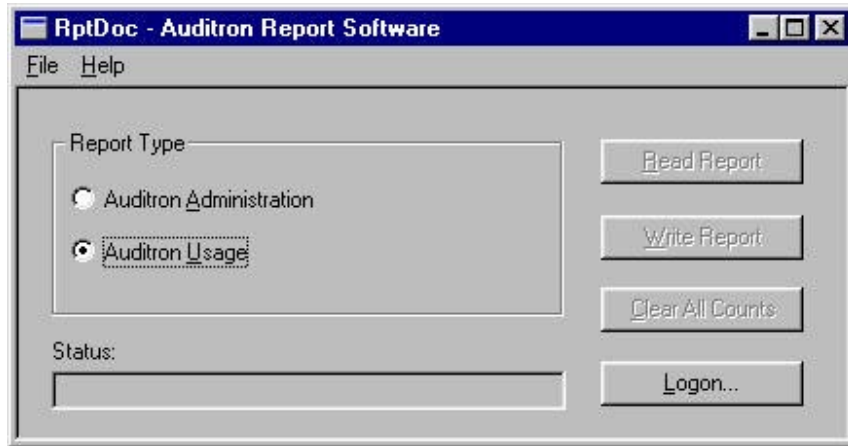 RptDoc - Auditron Report Software
File Help
Report Type
Auditron Administration
Auditron Usage
Status:
Read Report
Write Report
Clear All Counts
Logon...